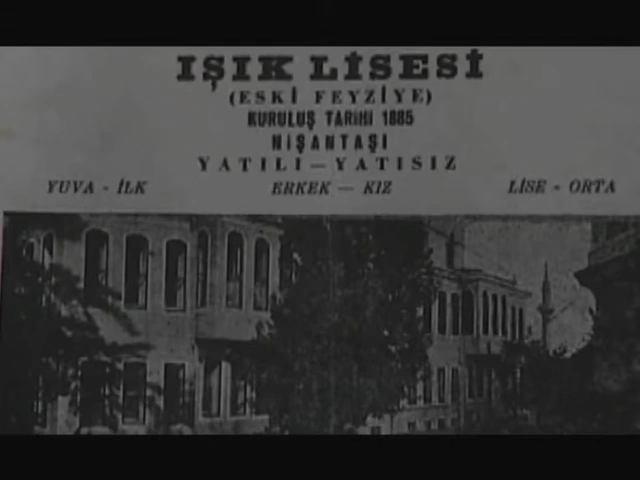 IŞIK LİSESİ
(ESKİ FEYZİYE)
KURULUŞ TARİHİ 1885
NİŞANTAŞI
YATILI — YATISIZ
YUVA - İLK ERKEK — KIZ LİSE - ORTA